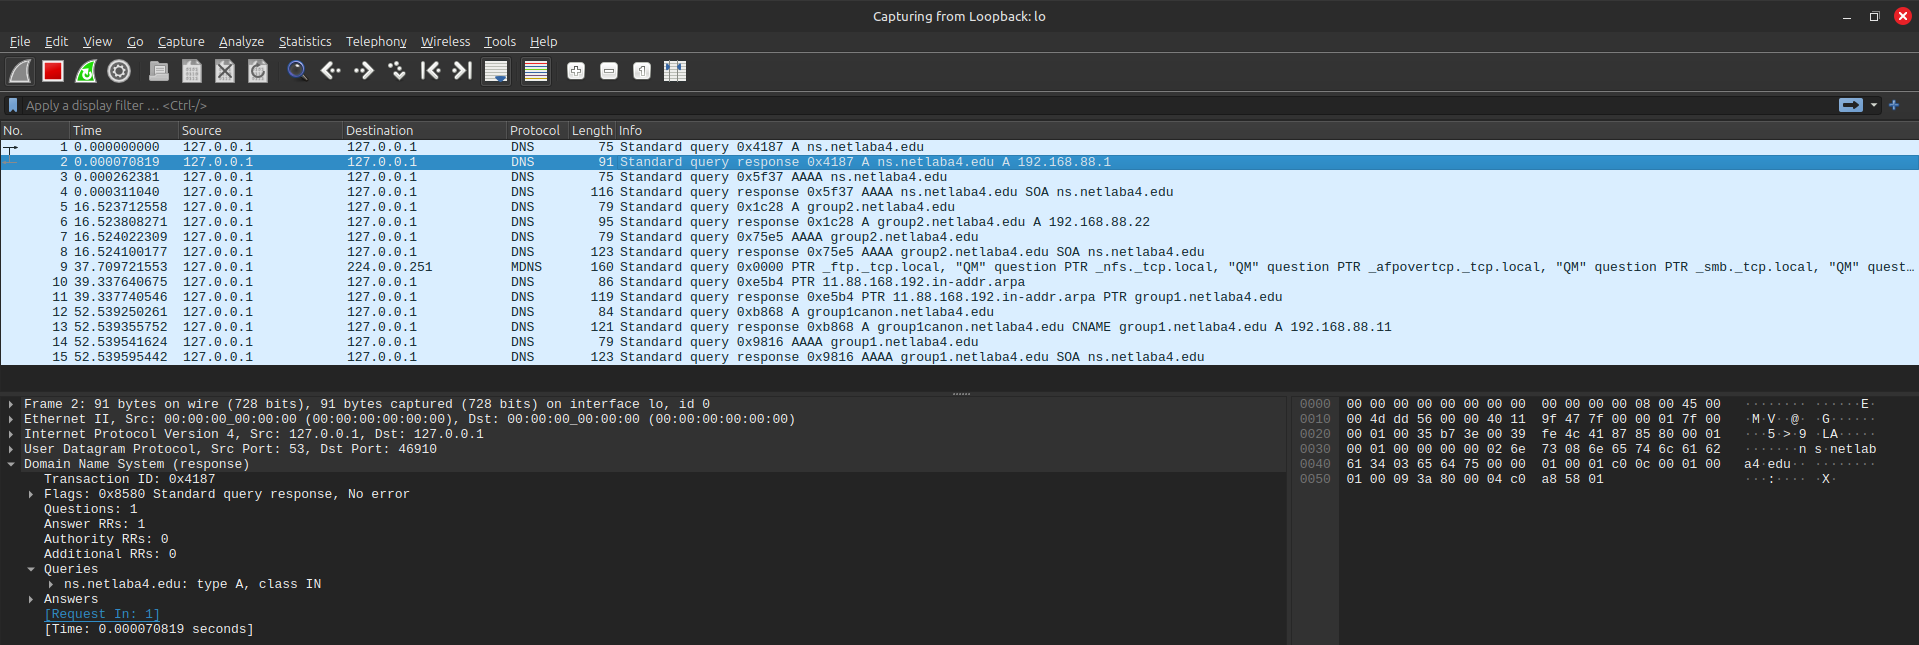 Capturing from Loopback: lo
File Edit View Go Capture Analyze Statistics Telephony Wireless Tools Help
Apply a display filter … <Ctrl-/>
No. Time Source Destination Protocol Length Info
1 0.000000000 127.0.0.1 127.0.0.1 DNS 75 Standard query 0x4187 A ns.netlaba4.edu
2 0.000070819 127.0.0.1 127.0.0.1 DNS 91 Standard query response 0x4187 A ns.netlaba4.edu A 192.168.88.1
3 0.000262381 127.0.0.1 127.0.0.1 DNS 75 Standard query 0x5f37 AAAA ns.netlaba4.edu
4 0.000311040 127.0.0.1 127.0.0.1 DNS 116 Standard query response 0x5f37 AAAA ns.netlaba4.edu SOA ns.netlaba4.edu
5 16.523712558 127.0.0.1 127.0.0.1 DNS 79 Standard query 0x1c28 A group2.netlaba4.edu
6 16.523808271 127.0.0.1 127.0.0.1 DNS 95 Standard query response 0x1c28 A group2.netlaba4.edu A 192.168.88.22
7 16.524022309 127.0.0.1 127.0.0.1 DNS 79 Standard query 0x75e5 AAAA group2.netlaba4.edu
8 16.524100177 127.0.0.1 127.0.0.1 DNS 123 Standard query response 0x75e5 AAAA group2.netlaba4.edu SOA ns.netlaba4.edu
9 37.709721553 127.0.0.1 224.0.0.251 MDNS 160 Standard query 0x0000 PTR _ftp._tcp.local, "QM" question PTR _nfs._tcp.local, "QM" question PTR _afpovertcp._tcp.local, "QM" question PTR _smb._tcp.local, "QM" quest…
10 39.337640675 127.0.0.1 127.0.0.1 DNS 86 Standard query 0xe5b4 PTR 11.88.168.192.in-addr.arpa
11 39.337740546 127.0.0.1 127.0.0.1 DNS 119 Standard query response 0xe5b4 PTR 11.88.168.192.in-addr.arpa PTR group1.netlaba4.edu
12 52.539250261 127.0.0.1 127.0.0.1 DNS 84 Standard query 0xb868 A group1canon.netlaba4.edu
13 52.539355752 127.0.0.1 127.0.0.1 DNS 121 Standard query response 0xb868 A group1canon.netlaba4.edu CNAME group1.netlaba4.edu A 192.168.88.11
14 52.539541624 127.0.0.1 127.0.0.1 DNS 79 Standard query 0x9816 AAAA group1.netlaba4.edu
15 52.539595442 127.0.0.1 127.0.0.1 DNS 123 Standard query response 0x9816 AAAA group1.netlaba4.edu SOA ns.netlaba4.edu
Frame 2: 91 bytes on wire (728 bits), 91 bytes captured (728 bits) on interface lo, id 0
Ethernet II, Src: 00:00:00_00:00:00 (00:00:00:00:00:00), Dst: 00:00:00_00:00:00 (00:00:00:00:00:00)
Internet Protocol Version 4, Src: 127.0.0.1, Dst: 127.0.0.1
User Datagram Protocol, Src Port: 53, Dst Port: 46910
Domain Name System (response)
Transaction ID: 0x4187
Flags: 0x8580 Standard query response, No error
Questions: 1
Answer RRs: 1
Authority RRs: 0
Additional RRs: 0
Queries
ns.netlaba4.edu: type A, class IN
Answers
[Request In: 1]
[Time: 0.000070819 seconds]
0000 00 00 00 00 00 00 00 00 00 00 00 00 08 00 45 00 ········ ······E·
0010 00 4d dd 56 00 00 40 11 9f 47 7f 00 00 01 7f 00 ·M·V··@· ·G······
0020 00 01 00 35 b7 3e 00 39 fe 4c 41 87 85 80 00 01 ···5·>·9 ·LA·····
0030 00 01 00 00 00 00 02 6e 73 08 6e 65 74 6c 61 62 ·······n s·netlab
0040 61 34 03 65 64 75 00 00 01 00 01 c0 0c 00 01 00 a4·edu·· ········
0050 01 00 09 3a 80 00 04 c0 a8 58 01 ···:···· ·X·